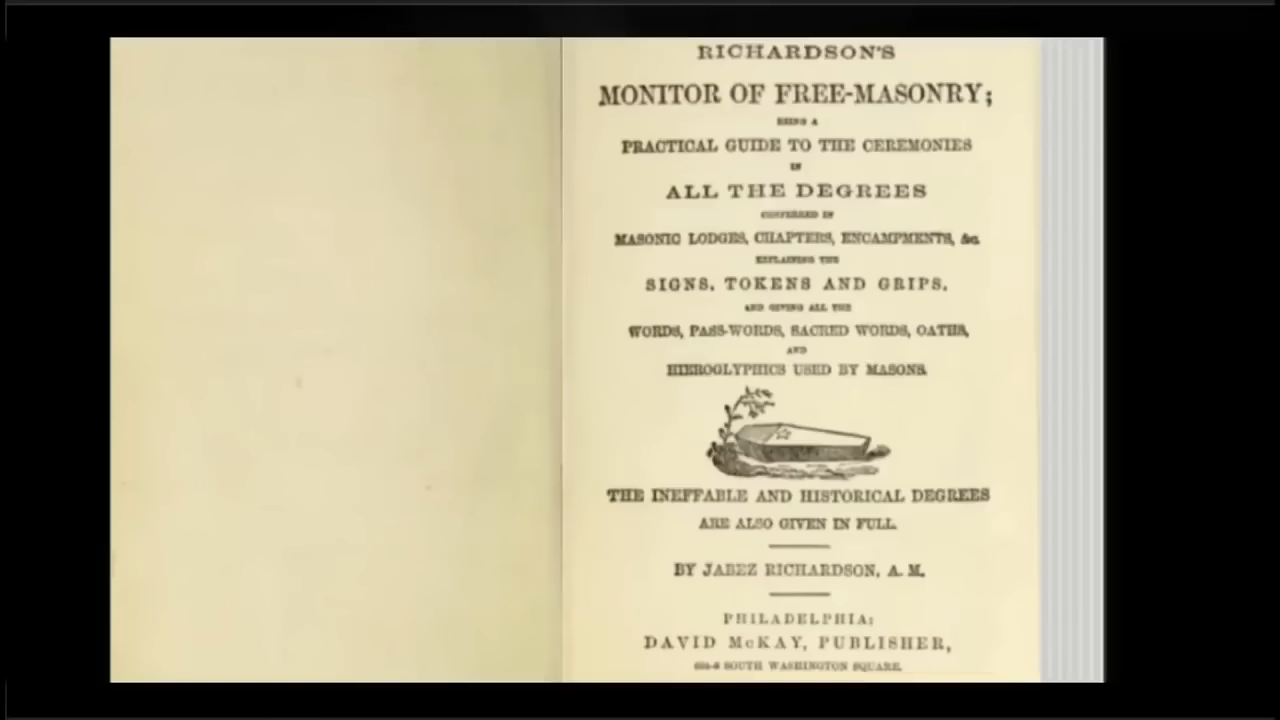 RICHARDSON'S
MONITOR OF FREE-MASONRY;
BEING A
PRACTICAL GUIDE TO THE CEREMONIES
IN
ALL THE DEGREES
CONFERRED IN
MASONIC LODGES, CHAPTERS, ENCAMPMENTS, &c.
EXPLAINING THE
SIGNS, TOKENS AND GRIPS,
AND GIVING ALL THE
WORDS, PASS-WORDS, SACRED WORDS, OATHS,
AND
HIEROGLYPHICS USED BY MASONS.
THE INEFFABLE AND HISTORICAL DEGREES
ARE ALSO GIVEN IN FULL.
BY JABEZ RICHARDSON, A. M.
PHILADELPHIA:
DAVID McKAY, PUBLISHER,
SOUTH WASHINGTON SQUARE.